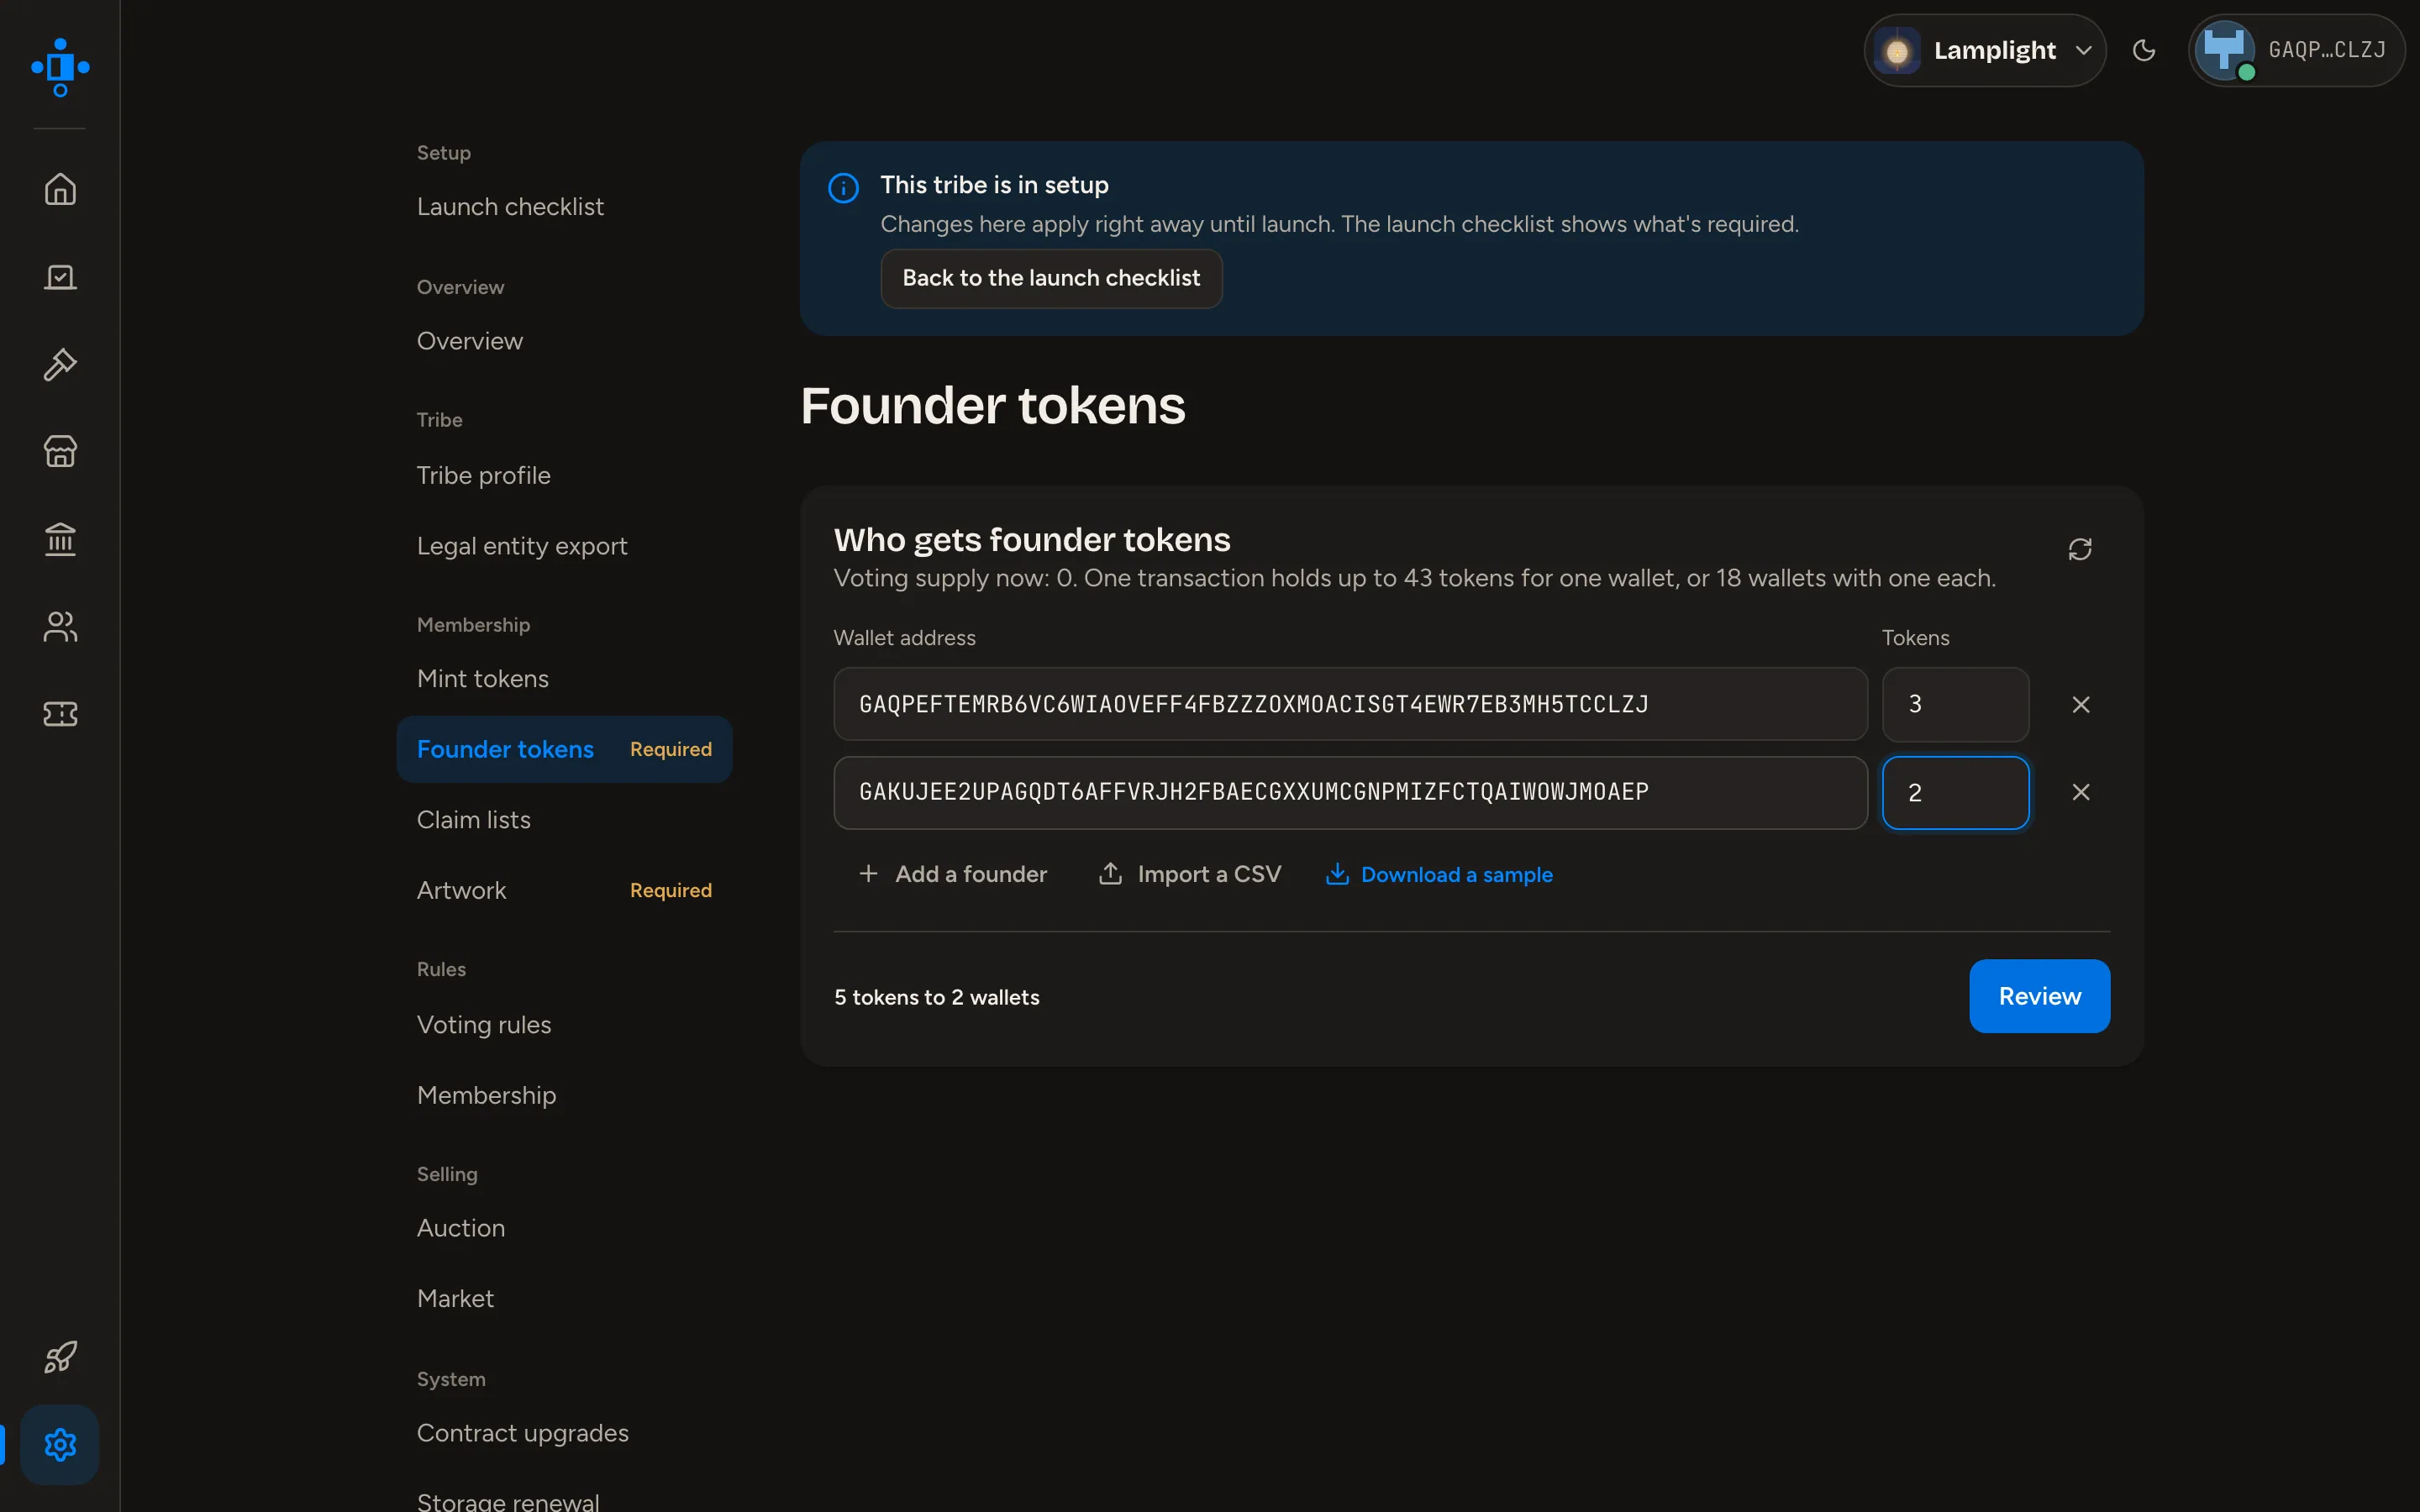 Lamplight
GAQP...CLZJ
Setup
Launch checklist
Overview
Overview
Tribe
Tribe profile
Legal entity export
Membership
Mint tokens
Founder tokens Required
Claim lists
Artwork Required
Rules
Voting rules
Membership
Selling
Auction
Market
System
Contract upgrades
Storage renewal
This tribe is in setup
Changes here apply right away until launch. The launch checklist shows what's required.
Back to the launch checklist
Founder tokens
Who gets founder tokens
Voting supply now: 0. One transaction holds up to 43 tokens for one wallet, or 18 wallets with one each.
Wallet address Tokens
GAQPEFTEMRB6VC6WIAOVEFF4FBZZZOXMOACISGT4EWR7EB3MH5TCCLZJ 3
GAKUJEE2UPAGQDT6AFFVRJH2FBAECGXXUMCGNPMIZFCTQAIWOWJMOAEP 2
Add a founder Import a CSV Download a sample
5 tokens to 2 wallets Review